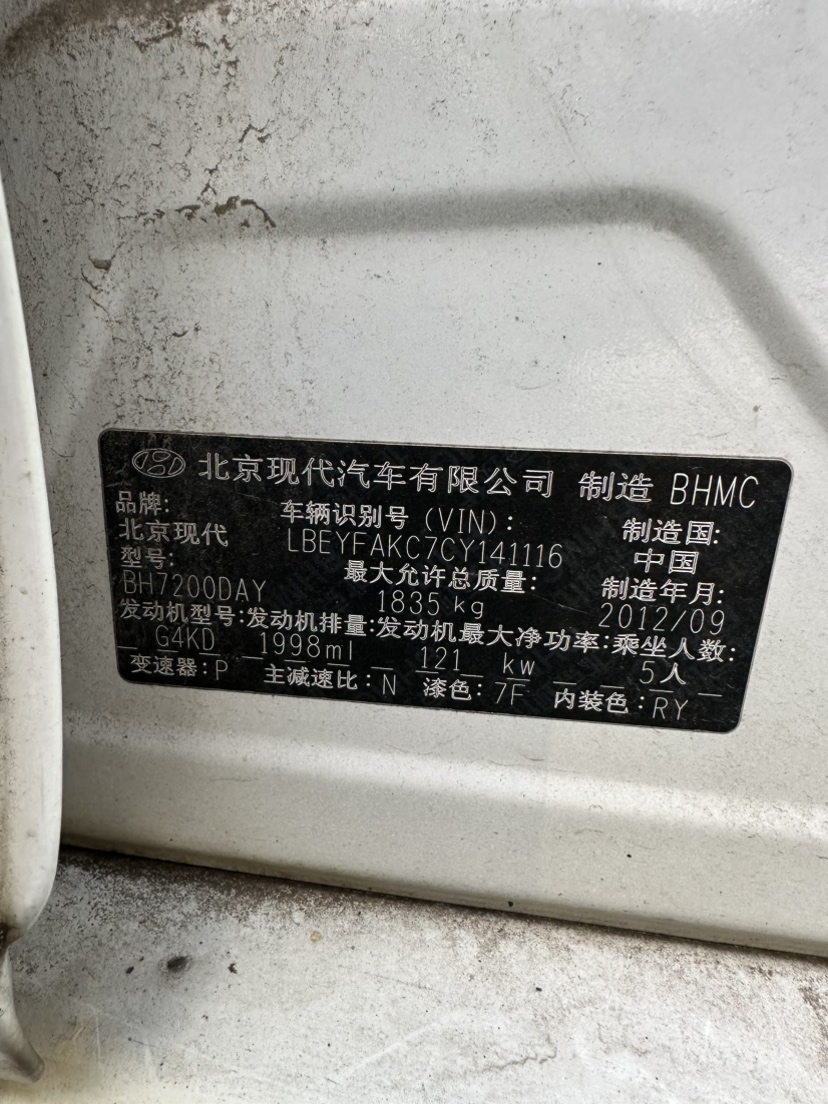 北京现代汽车有限公司 制造 BHMC
品牌: 车辆识别号 (VIN): 制造国:
北京现代 LBEYFAKC7CY141116 中国
型号: 最大允许总质量: 制造年月:
BH7200DAY 1835 kg 2012/09
发动机型号:发动机排量:发动机最大净功率:乘坐人数:
G4KD 1998ml 121 kw 5人
变速器:P 主减速比:N 漆色:7F 内装色:RY